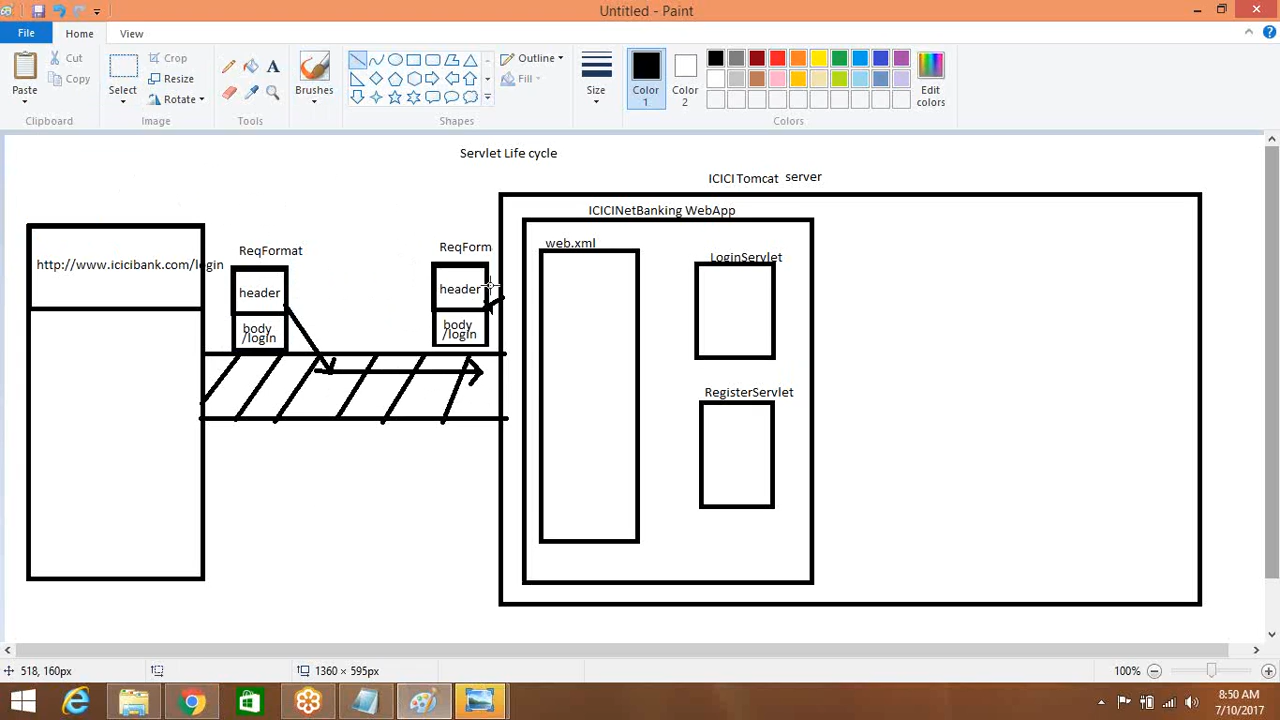 Untitled - Paint
File
Home
View
Paste
Cut
Copy
Clipboard
Select
Crop
Resize
Rotate
Image
Tools
Brushes
Shapes
Outline
Fill
Size
Color
1
Color
2
Edit
colors
Colors
Servlet Life cycle
ICICI Tomcat server
ICICINetBanking WebApp
http://www.icicibank.com/login
ReqFormat
header
body
/login
ReqForm
header
body
/login
web.xml
LoginServlet
RegisterServlet
518, 160px
1360 × 595px
100%
8:50 AM
7/10/2017